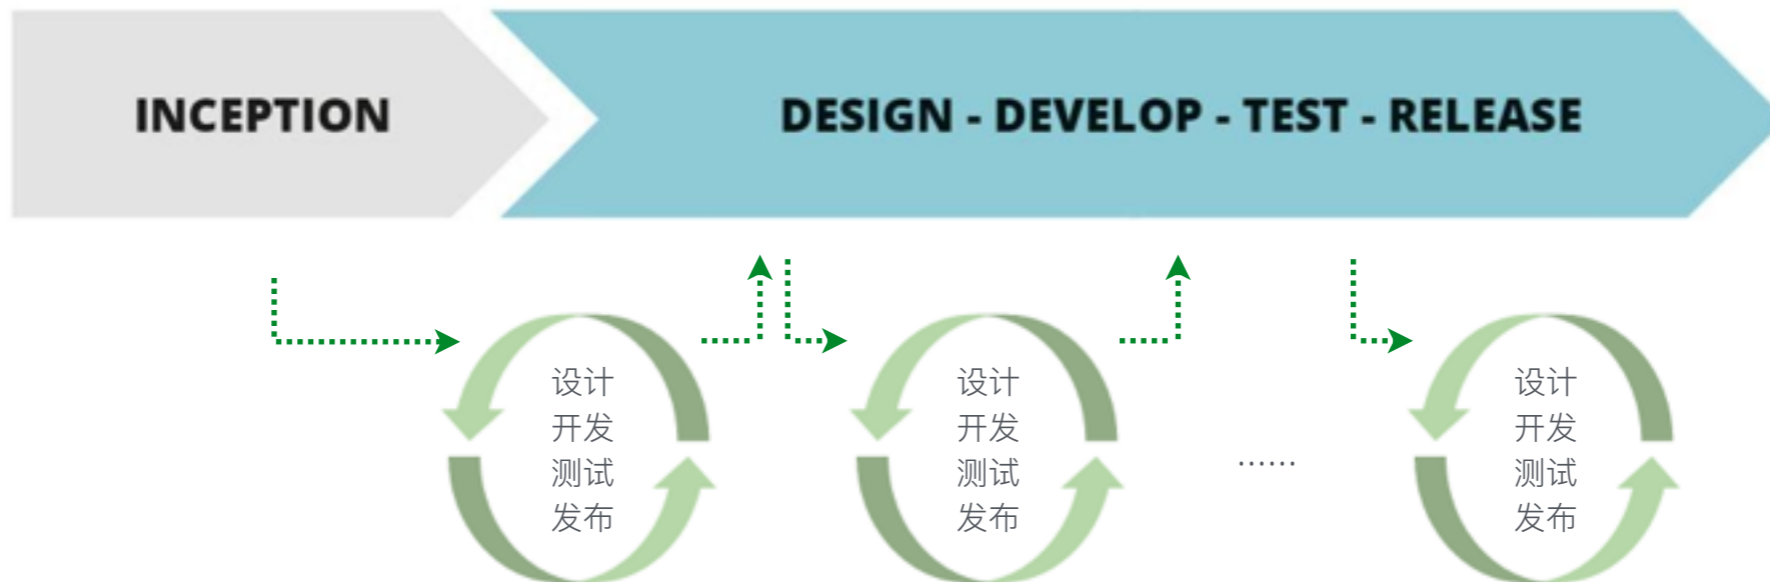 INCEPTION
DESIGN - DEVELOP - TEST - RELEASE
设计
开发
测试
发布
设计
开发
测试
发布
......
设计
开发
测试
发布